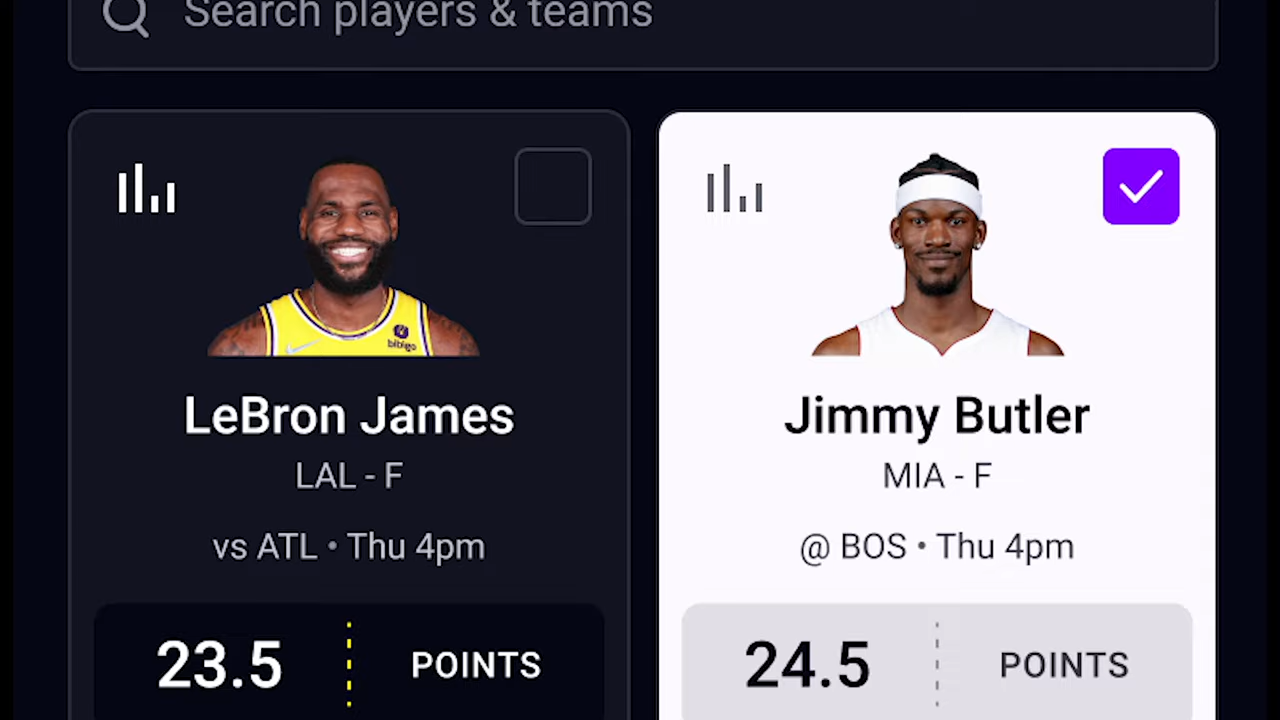 Search players & teams
bibigo
LeBron James
LAL - F
vs ATL • Thu 4pm
23.5
POINTS
Jimmy Butler
MIA - F
@ BOS • Thu 4pm
24.5
POINTS